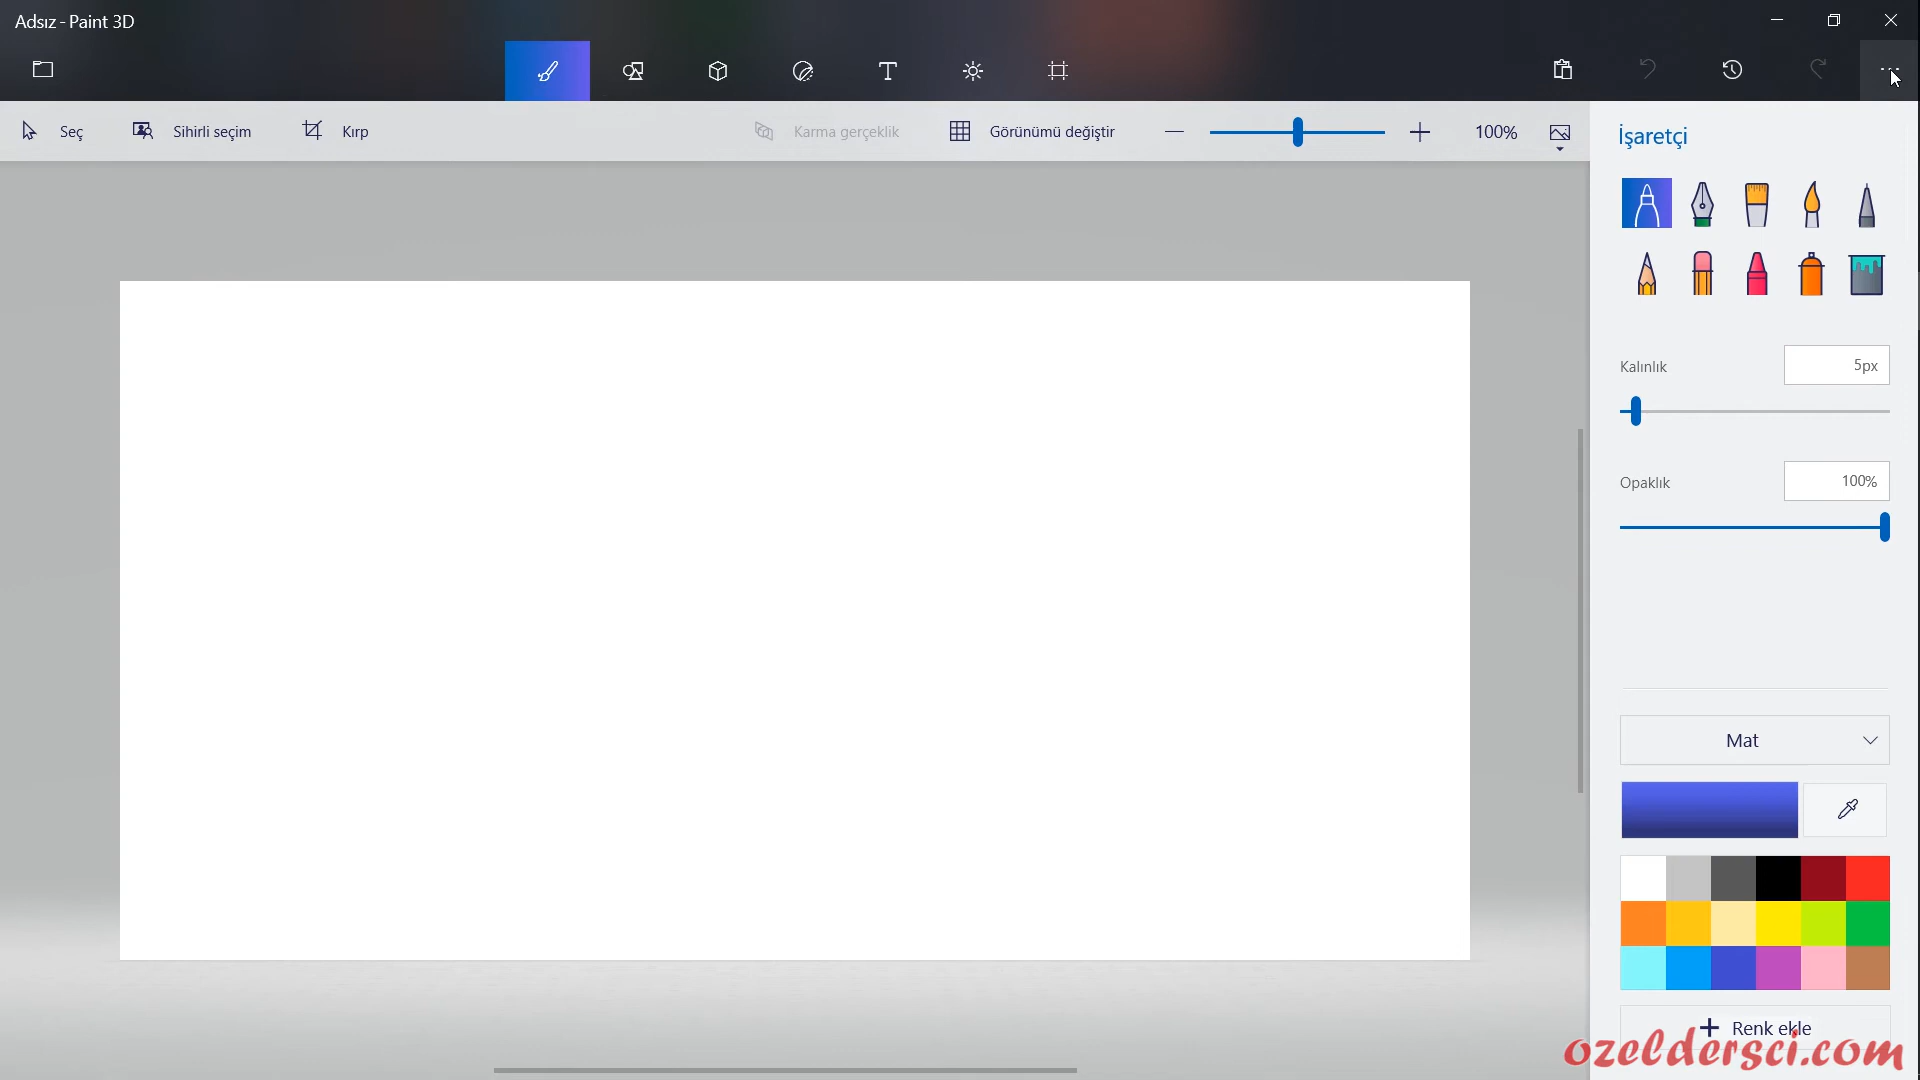 Adsız - Paint 3D
Seç
Sihirli seçim
Kırp
Karma gerçeklik
Görünümü değiştir
100%
İşaretçi
Kalınlık
5px
Opaklık
100%
Mat
Renk ekle
ozeldersci.com